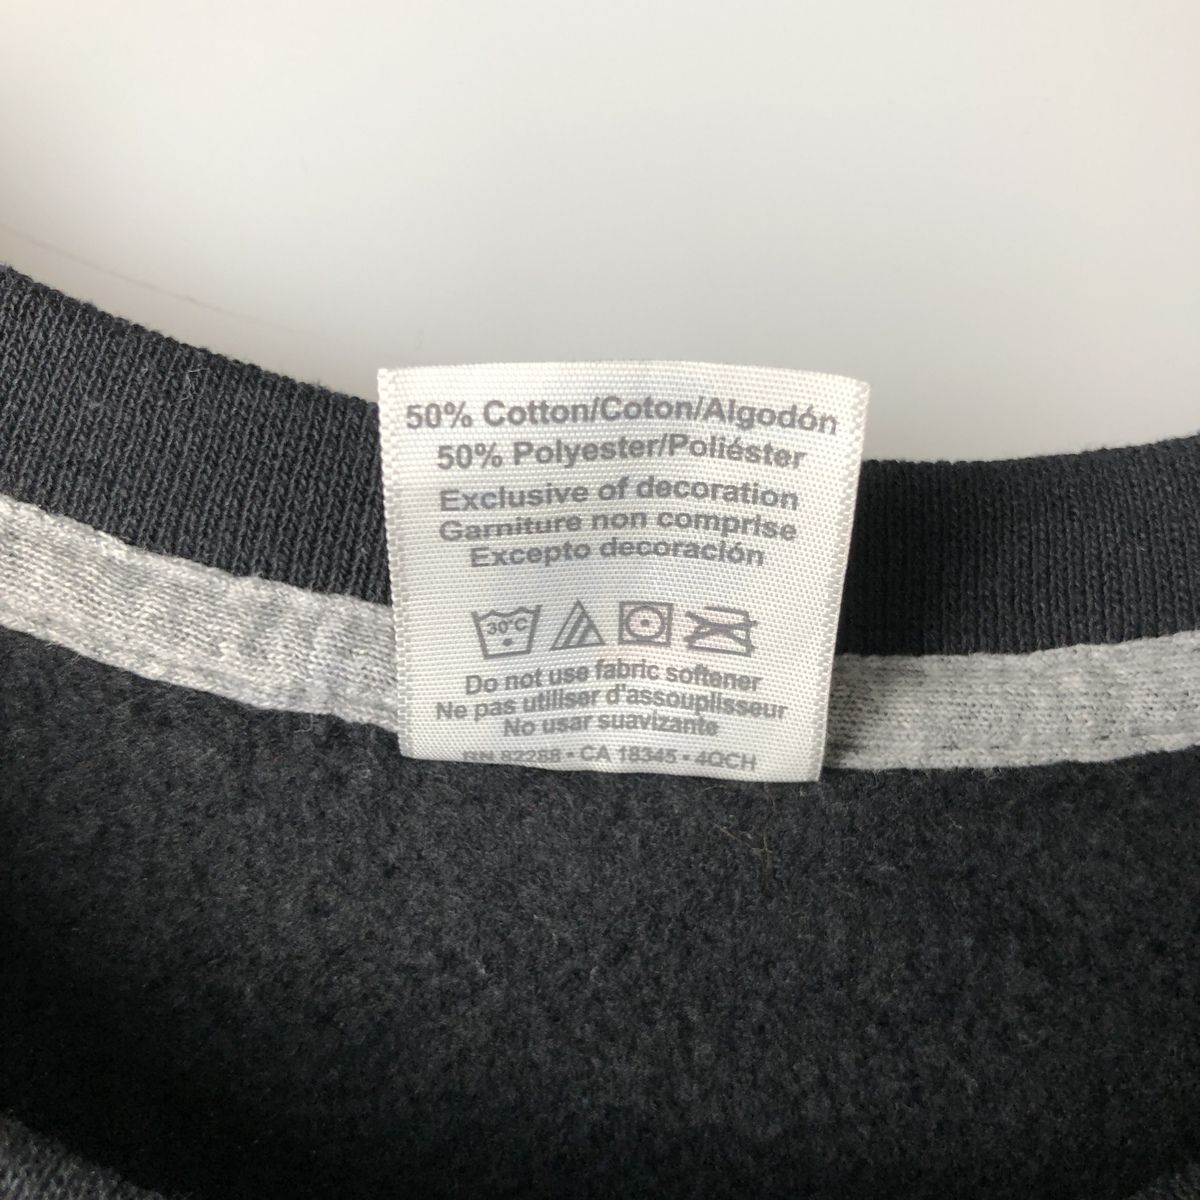 50% Cotton/Coton/Algodón
50% Polyester/Poliéster
Exclusive of decoration
Garniture non comprise
Excepto decoración
30°C
Do not use fabric softener
Ne pas utiliser d'assouplisseur
No usar suavizante
RN 92288 • CA 18345 • 4QCH